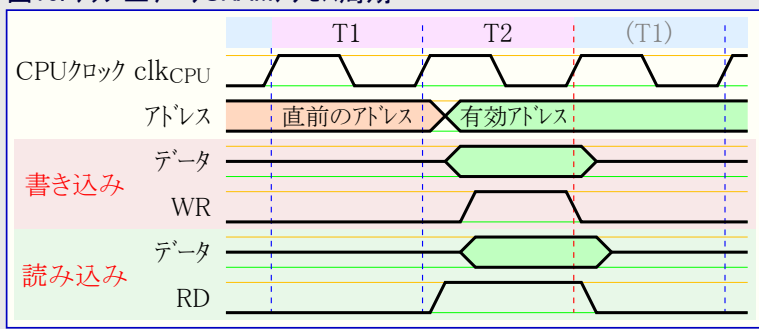 T1 T2 (T1)
CPUクロック clkCPU
アドレス 直前のアドレス 有効アドレス
書き込み
データ
WR
読み込み
データ
RD